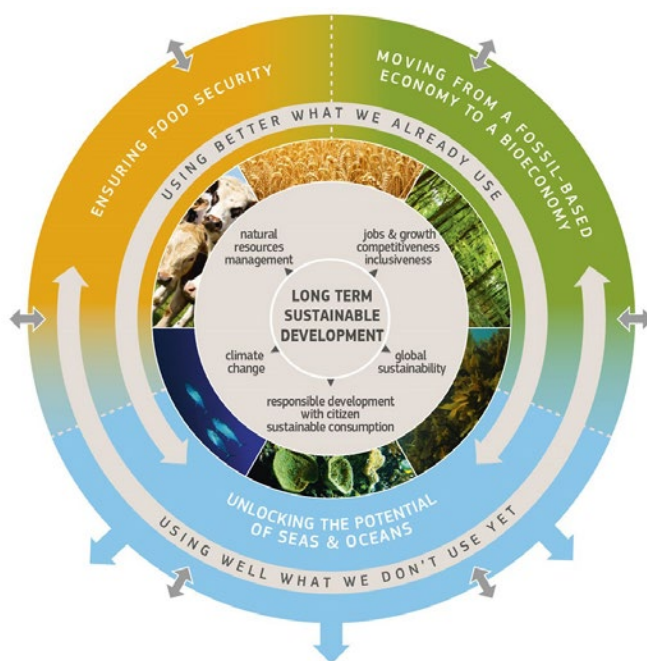 ENSURING FOOD SECURITY
MOVING FROM A FOSSIL-BASED
ECONOMY TO A BIOECONOMY
USING BETTER WHAT WE ALREADY USE
natural
resources
management
jobs & growth
competitiveness
inclusiveness
LONG TERM
SUSTAINABLE
DEVELOPMENT
climate
change
global
sustainability
responsible development
with citizen
sustainable consumption
UNLOCKING THE POTENTIAL
OF SEAS & OCEANS
USING WELL WHAT WE DON'T USE YET